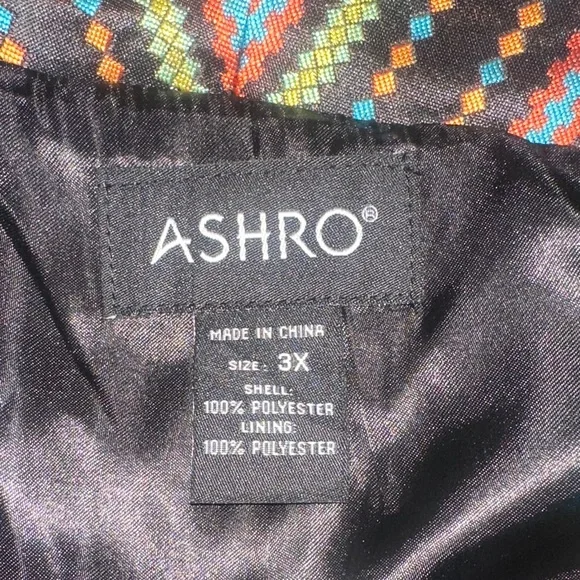 ASHRO®
MADE IN CHINA
SIZE: 3X
SHELL:
100% POLYESTER
LINING:
100% POLYESTER